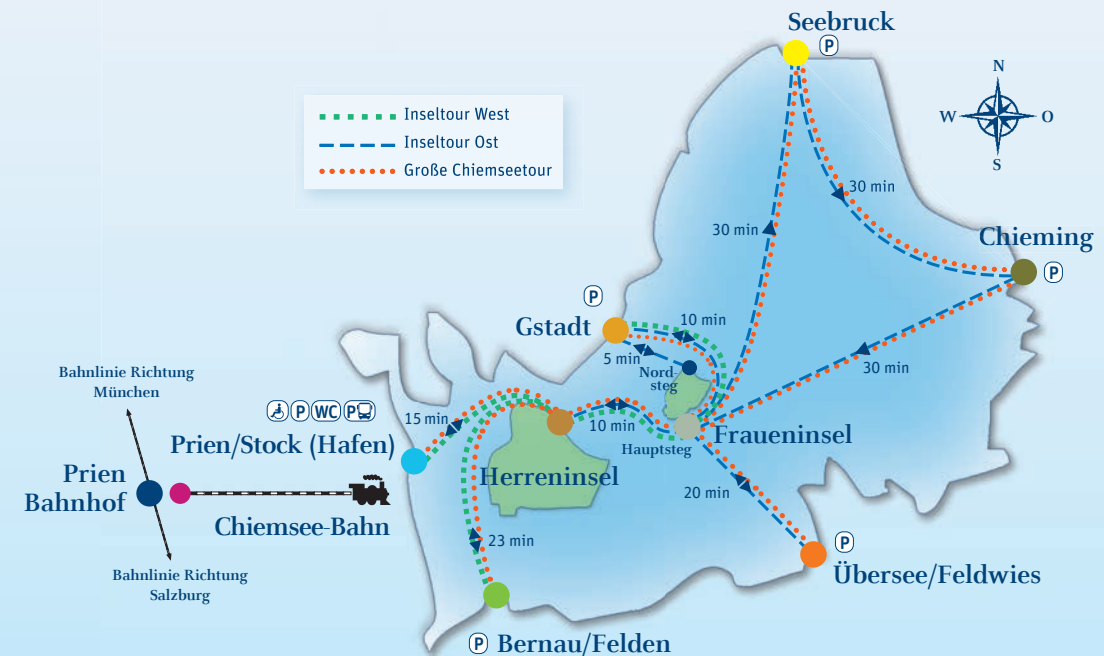 Seebruck
P
N
W
O
S
Inseltour West
Inseltour Ost
Große Chiemseetour
30 min
30 min
Chieming
P
P
Gstadt
10 min
5 min
Nord-
steg
30 min
Bahnlinie Richtung
München
P WC P
15 min
Prien/Stock (Hafen)
10 min
Hauptsteg
Fraueninsel
Prien
Bahnhof
Herreninsel
20 min
Chiemsee-Bahn
23 min
P
Übersee/Feldwies
Bahnlinie Richtung
Salzburg
P Bernau/Felden